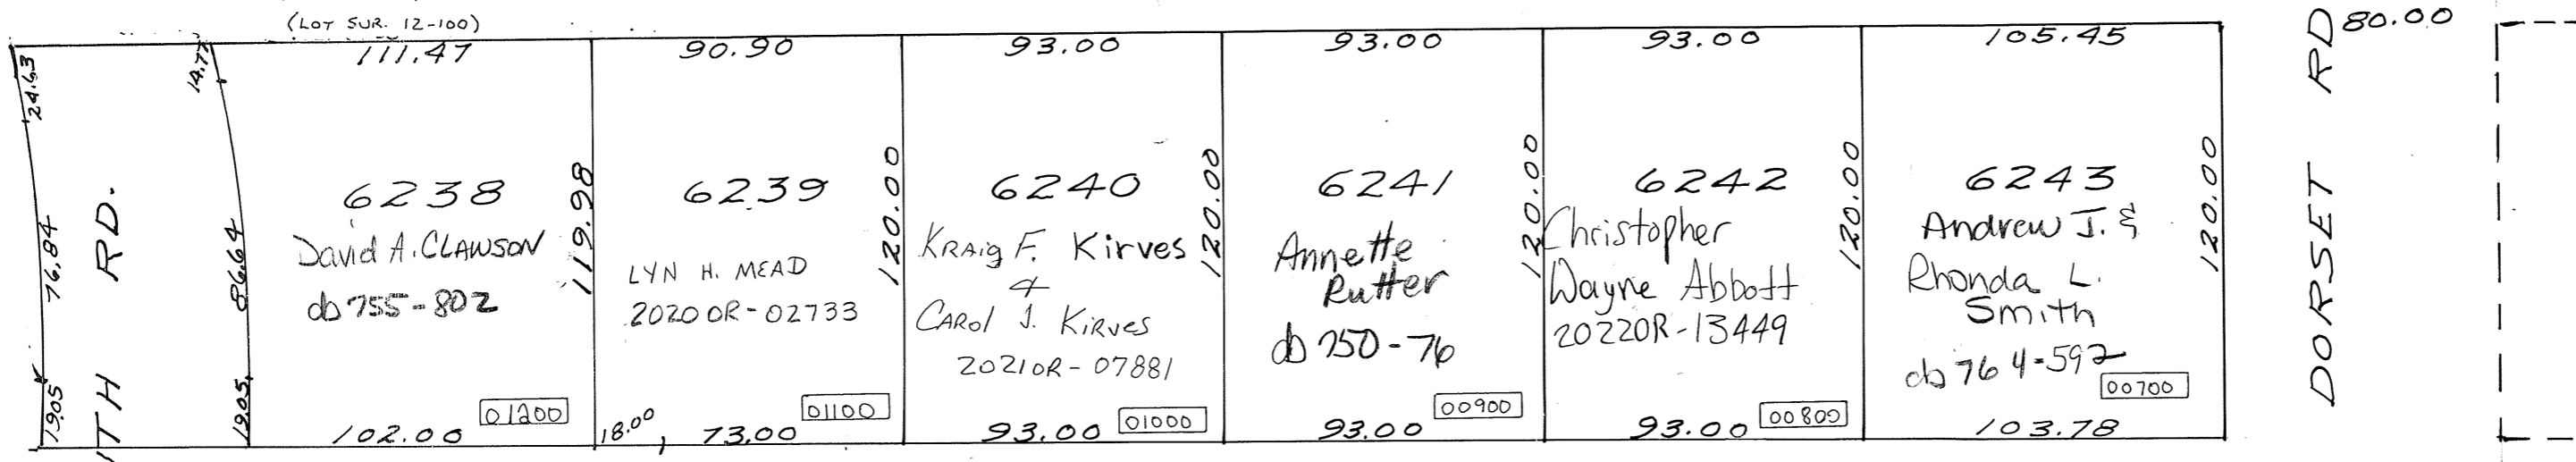 (LOT SUR. 12-100)
111.47
90.90
93.00
93.00
93.00
105.45
80.00
24.63
14.77
76.84
86.64
19.05
19.05
ITH RD.
6238
David A. CLAWSON
db 755-802
01200
102.00
119.98
6239
LYN H. MEAD
2020 OR-02733
01100
18.00
73.00
120.00
6240
KRAig F. Kirves
&
CAROl J. KiRves
2021 OR-07881
01000
93.00
120.00
6241
Annette
Rutter
db 750-76
00900
93.00
120.00
6242
Christopher
Wayne Abbott
2022OR-13449
00800
93.00
120.00
6243
Andrew J. &
Rhonda L.
Smith
db 764-592
00700
103.78
120.00
DORSET RD